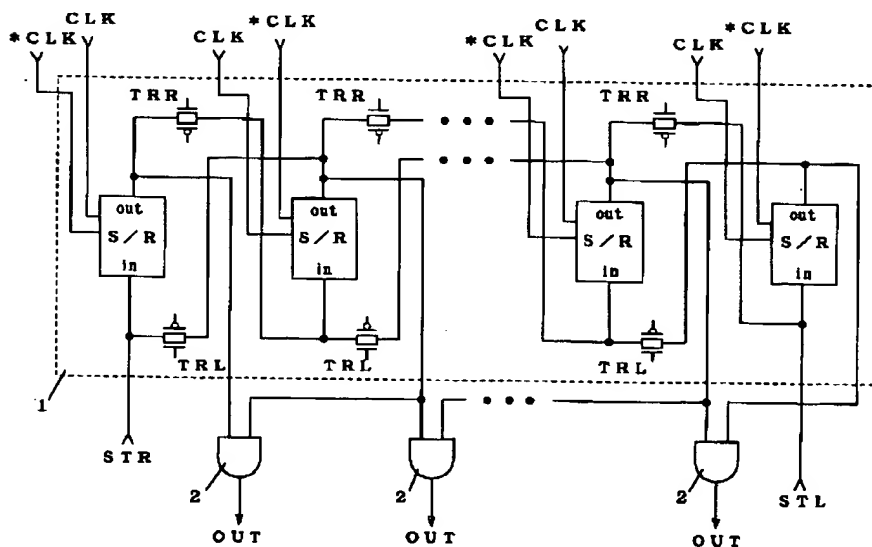 *CLK CLK CLK *CLK *CLK CLK CLK *CLK
TRR TRR TRR
out out out out
S/R S/R S/R S/R
in in in in
TRL TRL TRL
1
STR 2 2 2 STL
OUT OUT OUT